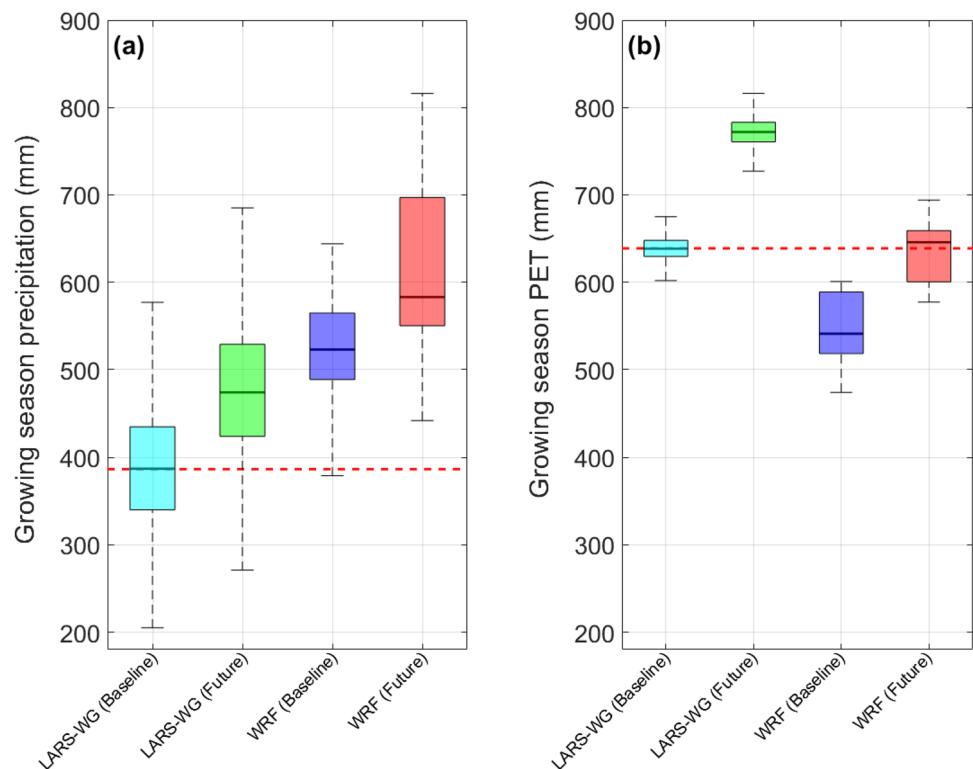 (a)
Growing season precipitation (mm)
900
800
700
600
500
400
300
200
LARS-WG (Baseline)
LARS-WG (Future)
WRF (Baseline)
WRF (Future)
(b)
Growing season PET (mm)
900
800
700
600
500
400
300
200
LARS-WG (Baseline)
LARS-WG (Future)
WRF (Baseline)
WRF (Future)